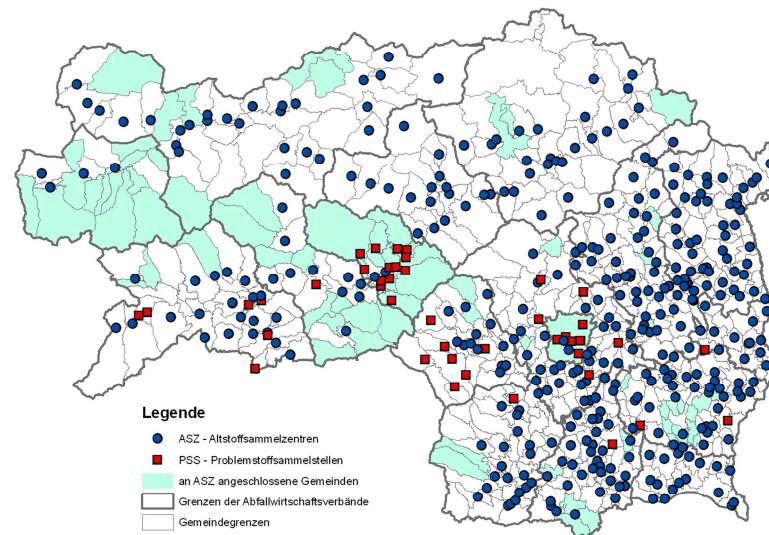 Legende
ASZ - Altstoffsammelzentren
PSS - Problemstoffsammelstellen
an ASZ angeschlossene Gemeinden
Grenzen der Abfallwirtschaftsverbände
Gemeindegrenzen